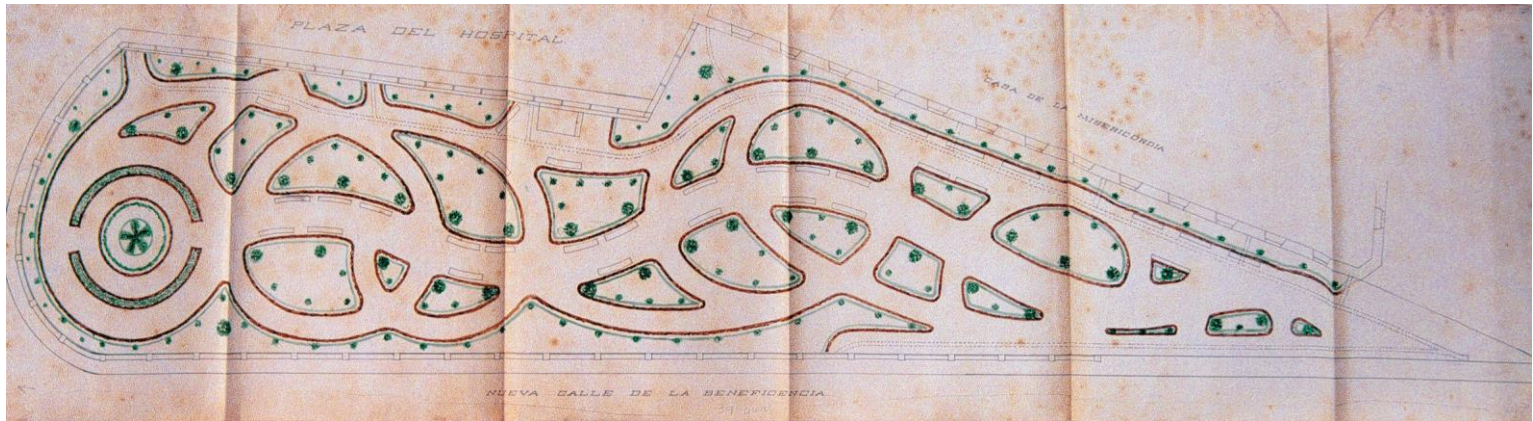 PLAZA DEL HOSPITAL
CASA DE LA MISERICORDIA
NUEVA CALLE DE LA BENEFICENCIA